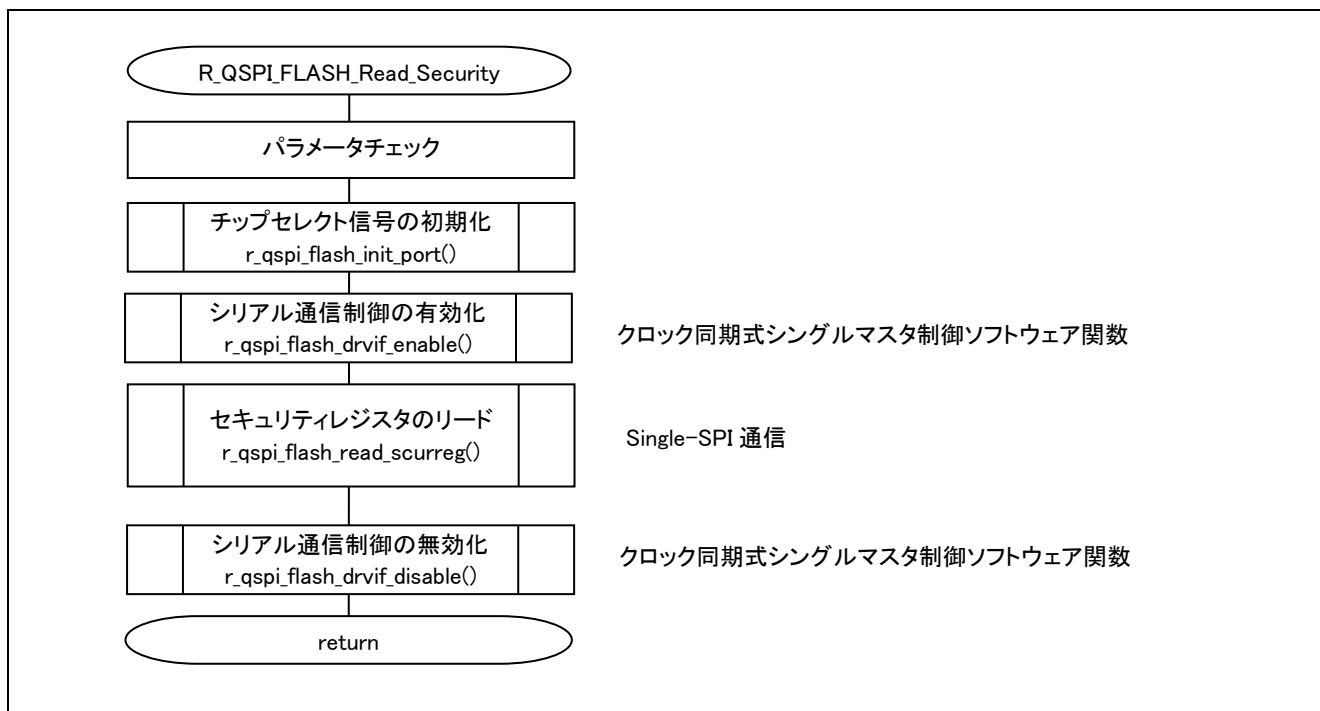 R_QSPI_FLASH_Read_Security
パラメータチェック
チップセレクト信号の初期化
r_qspi_flash_init_port()
シリアル通信制御の有効化
r_qspi_flash_drvif_enable()
クロック同期式シングルマスタ制御ソフトウェア関数
セキュリティレジスタのリード
r_qspi_flash_read_scurreg()
Single-SPI 通信
シリアル通信制御の無効化
r_qspi_flash_drvif_disable()
クロック同期式シングルマスタ制御ソフトウェア関数
return